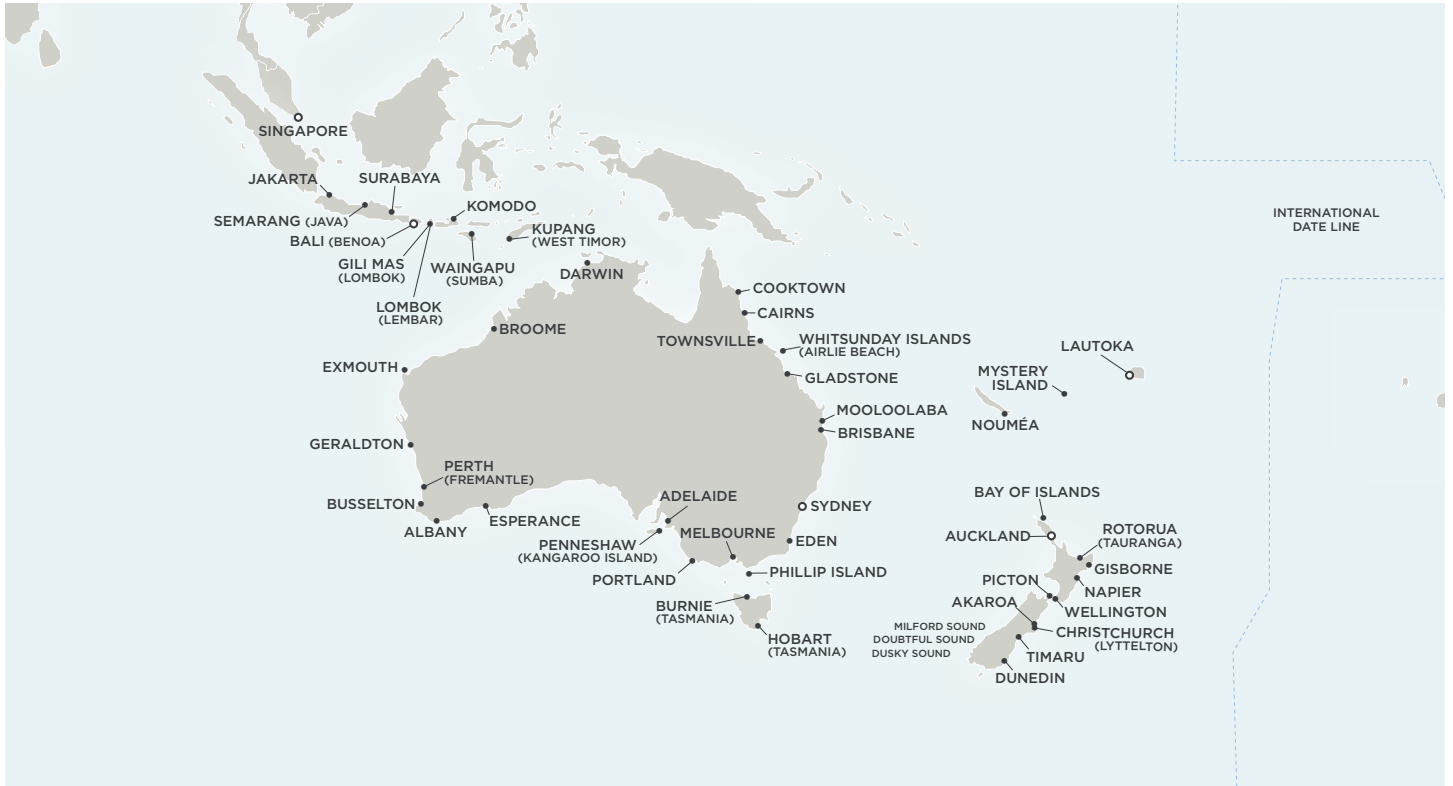 SINGAPORE
JAKARTA
SURABAYA
SEMARANG (JAVA)
BALI (BENOA)
KOMODO
KUPANG
(WEST TIMOR)
GILI MAS
(LOMBOK)
WAINGAPU
(SUMBA)
LOMBOK
(LEMBAR)
DARWIN
BROOME
EXMOUTH
GERALDTON
PERTH
(FREMANTLE)
BUSSELTON
ALBANY
ESPERANCE
COOKTOWN
CAIRNS
TOWNSVILLE
WHITSUNDAY ISLANDS
(AIRLIE BEACH)
GLADSTONE
MOOLOOLABA
BRISBANE
ADELAIDE
SYDNEY
MELBOURNE
EDEN
PENNESHAW
(KANGAROO ISLAND)
PORTLAND
PHILLIP ISLAND
BURNIE
(TASMANIA)
HOBART
(TASMANIA)
INTERNATIONAL
DATE LINE
LAUTOKA
MYSTERY
ISLAND
NOUMÉA
BAY OF ISLANDS
AUCKLAND
ROTORUA
(TAURANGA)
GISBORNE
NAPIER
PICTON
WELLINGTON
AKAROA
CHRISTCHURCH
(LYTTELTON)
MILFORD SOUND
DOUBTFUL SOUND
DUSKY SOUND
TIMARU
DUNEDIN